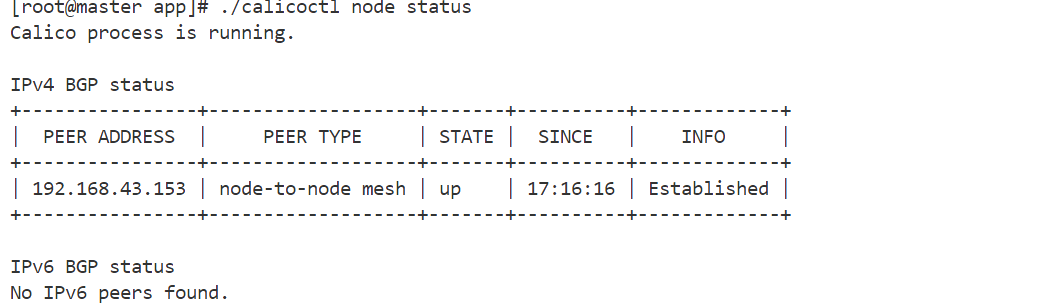 [root@master app]# ./calicoctl node status
Calico process is running.
IPv4 BGP status
+----------------+-------------------+-------+----------+-------------+
|  PEER ADDRESS  |     PEER TYPE     | STATE |  SINCE   |    INFO     |
+----------------+-------------------+-------+----------+-------------+
| 192.168.43.153 | node-to-node mesh | up    | 17:16:16 | Established |
+----------------+-------------------+-------+----------+-------------+
IPv6 BGP status
No IPv6 peers found.